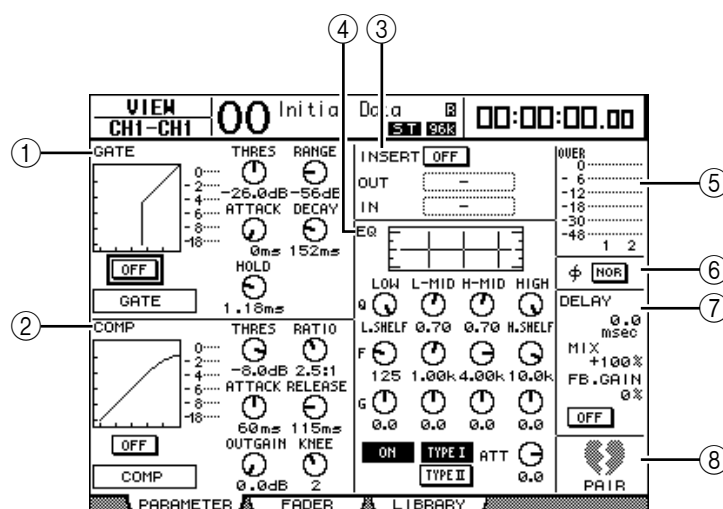 ④ ③
VIEW
CH1-CH1
00 Initial Data R
ST 96k
00:00:00.00
①
GATE
THRES RANGE
0
-2
-4
-6
-8
-18
-26.0dB -56dB
ATTACK DECAY
0ms 152ms
HOLD
1.18ms
OFF
GATE
②
COMP
THRES RATIO
0
-2
-4
-6
-8
-18
-8.0dB 2.5:1
ATTACK RELEASE
60ms 115ms
OUTGAIN KNEE
0.0dB 2
OFF
COMP
INSERT OFF
OUT -
IN -
EQ
LOW L-MID H-MID HIGH
Q
L.SHELF 0.70 0.70 H.SHELF
F
125 1.00k 4.00k 10.0k
G
0.0 0.0 0.0 0.0
ON TYPE I ATT
TYPE II 0.0
OVER
0
-6
-12
-18
-30
-48
1 2
⑤
φ NOR
⑥
DELAY
⑦
0.0
msec
MIX
+100%
FB.GAIN
0%
OFF
⑧
PAIR
PARAMETER FADER LIBRARY